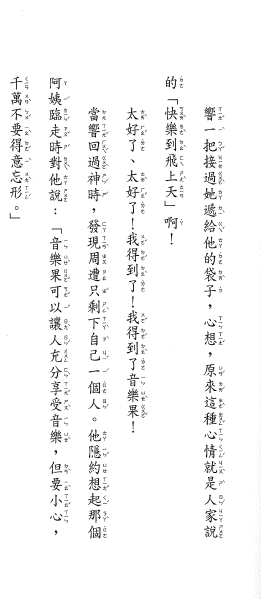 響一把接過她遞給他的袋子，心想，原來這種心情就是人家說
的「快樂到飛上天」啊！
太好了、太好了！我得到了！我得到了音樂果！
當響回過神時，發現周遭只剩下自己一個人。他隱約想起那個
阿姨臨走時對他說：「音樂果可以讓人充分享受音樂，但要小心，
千萬不要得意忘形。」